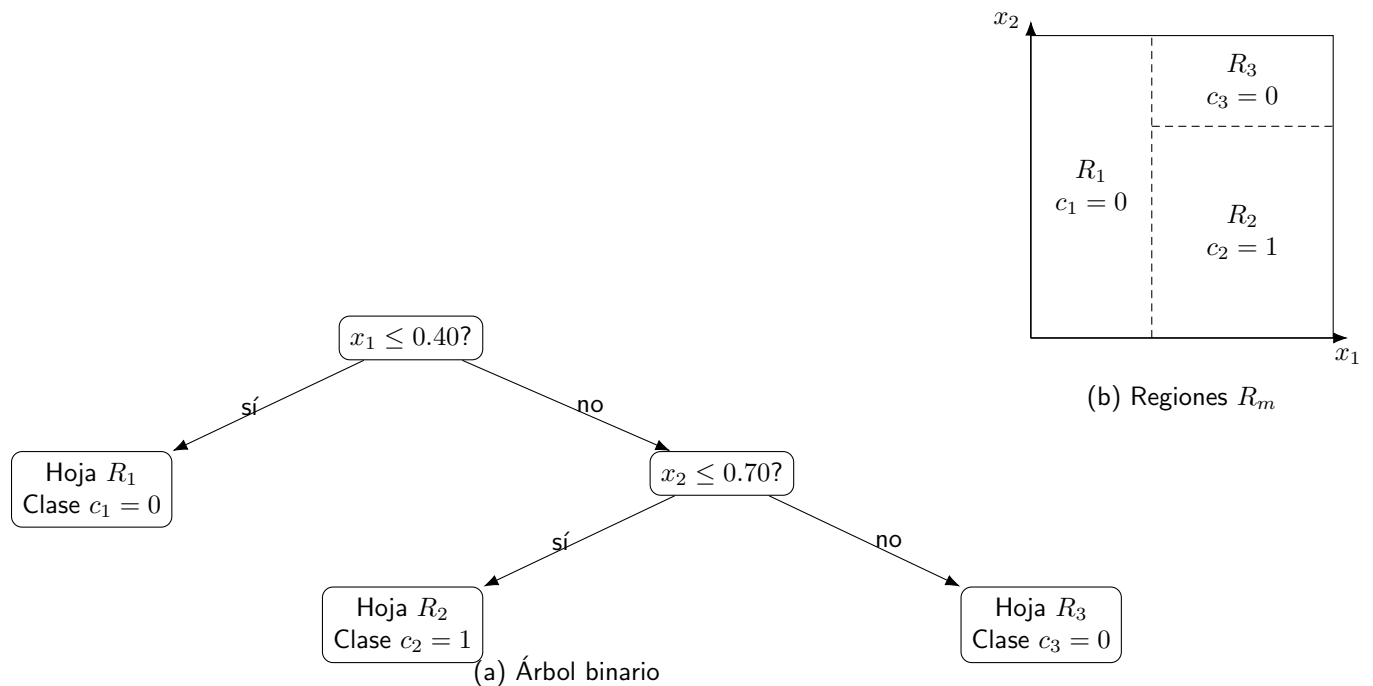 x₁ ≤ 0.40?
sí
no
Hoja R₁
Clase c₁ = 0
x₂ ≤ 0.70?
sí
no
Hoja R₂
Clase c₂ = 1
Hoja R₃
Clase c₃ = 0
(a) Árbol binario
x₂
R₃
c₃ = 0
R₁
c₁ = 0
R₂
c₂ = 1
x₁
(b) Regiones Rₘ